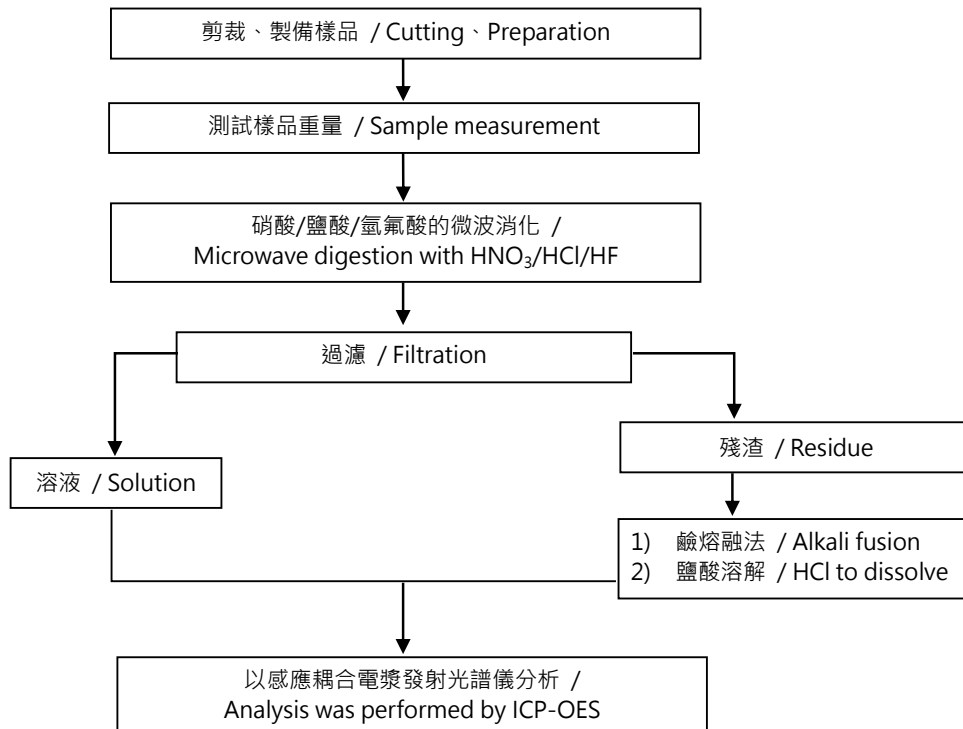 剪裁、製備樣品 / Cutting、Preparation
測試樣品重量 / Sample measurement
硝酸/鹽酸/氫氟酸的微波消化 /
Microwave digestion with HNO₃/HCl/HF
過濾 / Filtration
溶液 / Solution
殘渣 / Residue
1) 鹼熔融法 / Alkali fusion
2) 鹽酸溶解 / HCl to dissolve
以感應耦合電漿發射光譜儀分析 /
Analysis was performed by ICP-OES